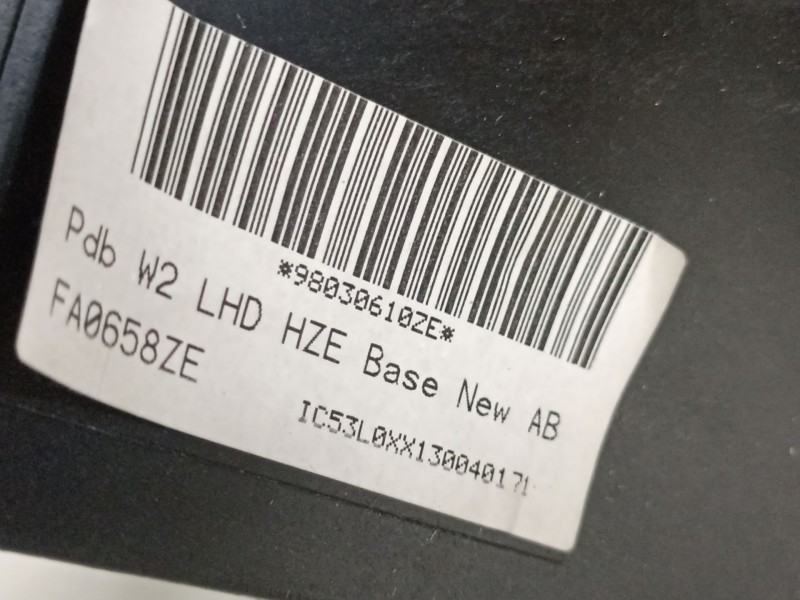 *98030610ZE*
Pdb W2 LHD HZE Base New AB
FA0658ZE
IC53L0XX130040171